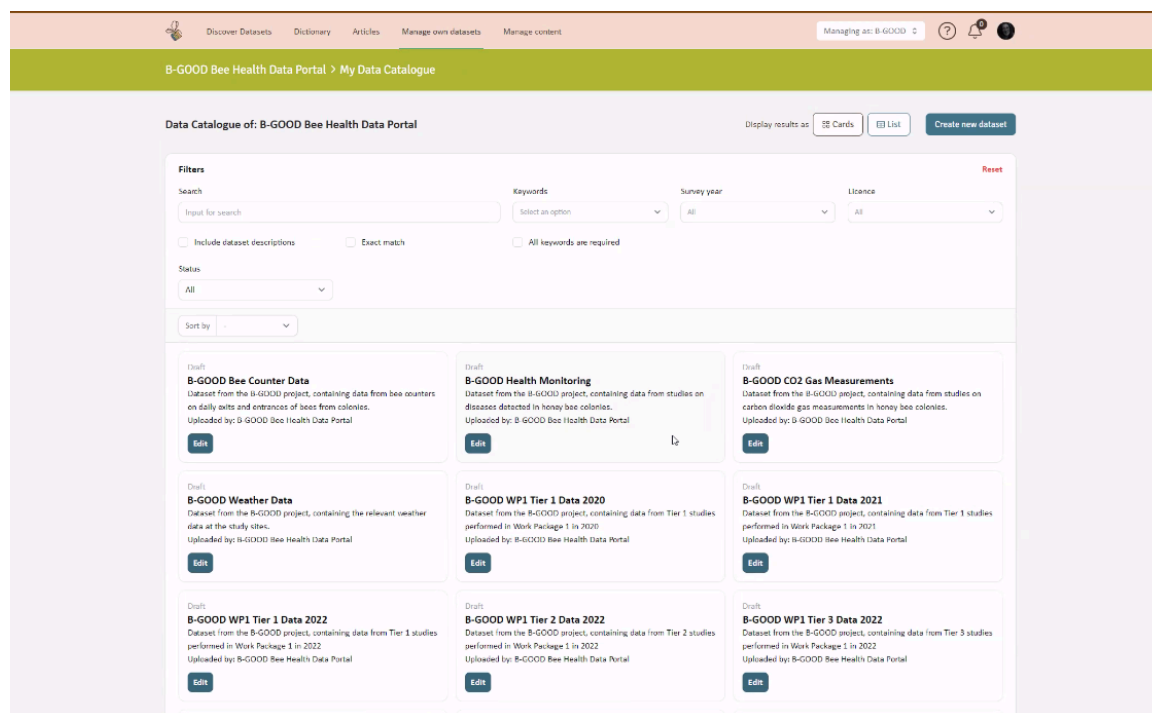 Discover Datasets Dictionary Articles Manage own datasets Manage content Managing as: B-GOOD ? 0
B-GOOD Bee Health Data Portal > My Data Catalogue
Data Catalogue of: B-GOOD Bee Health Data Portal Display results as Cards List Create new dataset
Filters Reset
Search Keywords Survey year Licence
Input for search Select an option All All
Include dataset descriptions Exact match All keywords are required
Status
All
Sort by -
Draft
B-GOOD Bee Counter Data
Dataset from the B-GOOD project, containing data from bee counters
on daily exits and entrances of bees from colonies.
Uploaded by: B-GOOD Bee Health Data Portal
Edit
Draft
B-GOOD Health Monitoring
Dataset from the B-GOOD project, containing data from studies on
diseases detected in honey bee colonies.
Uploaded by: B-GOOD Bee Health Data Portal
Edit
Draft
B-GOOD CO2 Gas Measurements
Dataset from the B-GOOD project, containing data from studies on
carbon dioxide gas measurements in honey bee colonies.
Uploaded by: B-GOOD Bee Health Data Portal
Edit
Draft
B-GOOD Weather Data
Dataset from the B-GOOD project, containing the relevant weather
data at the study sites.
Uploaded by: B-GOOD Bee Health Data Portal
Edit
Draft
B-GOOD WP1 Tier 1 Data 2020
Dataset from the B-GOOD project, containing data from Tier 1 studies
performed in Work Package 1 in 2020
Uploaded by: B-GOOD Bee Health Data Portal
Edit
Draft
B-GOOD WP1 Tier 1 Data 2021
Dataset from the B-GOOD project, containing data from Tier 1 studies
performed in Work Package 1 in 2021
Uploaded by: B-GOOD Bee Health Data Portal
Edit
Draft
B-GOOD WP1 Tier 1 Data 2022
Dataset from the B-GOOD project, containing data from Tier 1 studies
performed in Work Package 1 in 2022
Uploaded by: B-GOOD Bee Health Data Portal
Edit
Draft
B-GOOD WP1 Tier 2 Data 2022
Dataset from the B-GOOD project, containing data from Tier 2 studies
performed in Work Package 1 in 2022
Uploaded by: B-GOOD Bee Health Data Portal
Edit
Draft
B-GOOD WP1 Tier 3 Data 2022
Dataset from the B-GOOD project, containing data from Tier 3 studies
performed in Work Package 1 in 2022
Uploaded by: B-GOOD Bee Health Data Portal
Edit